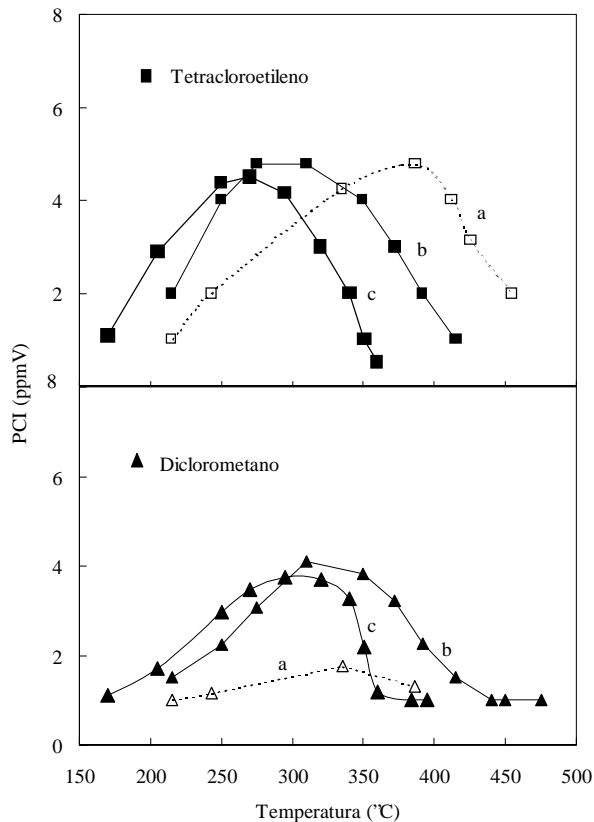 8
Tetracloroetileno
6
4
a
b
2
c
PCI (ppmV)
8
Diclorometano
6
4
c
b
a
2
0
150 200 250 300 350 400 450 500
Temperatura (˜C)